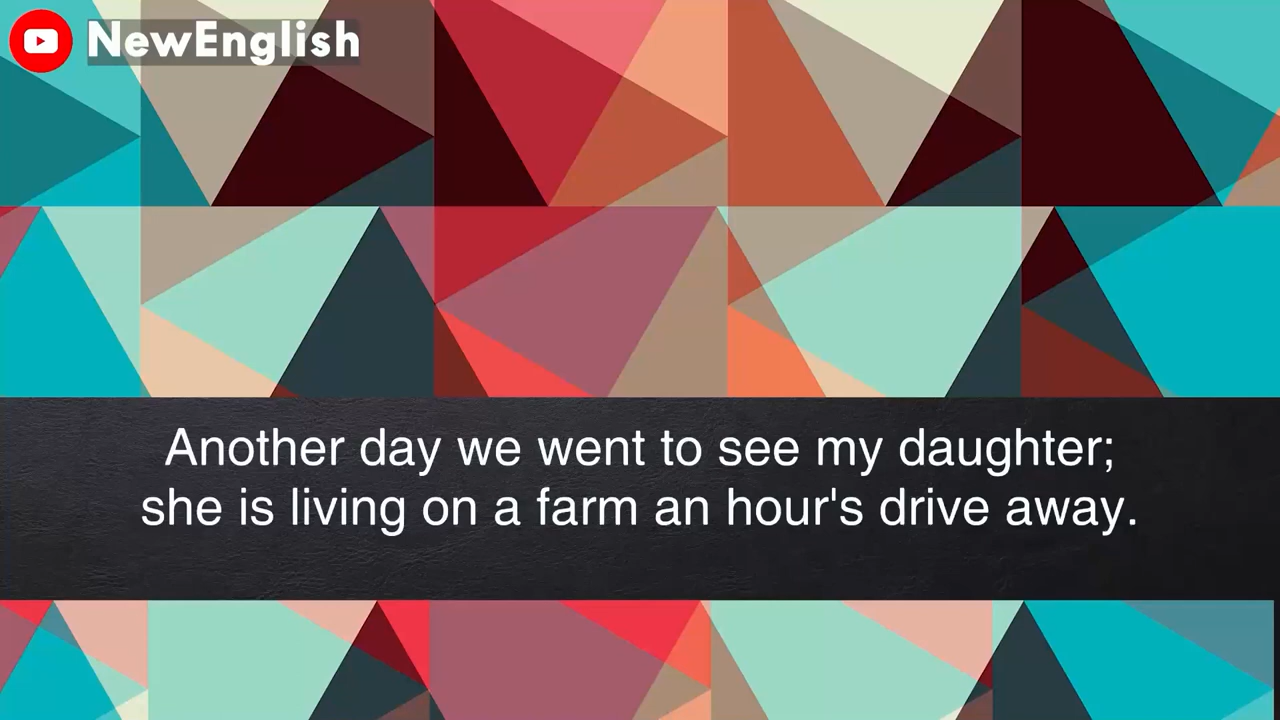 NewEnglish
Another day we went to see my daughter;
she is living on a farm an hour's drive away.